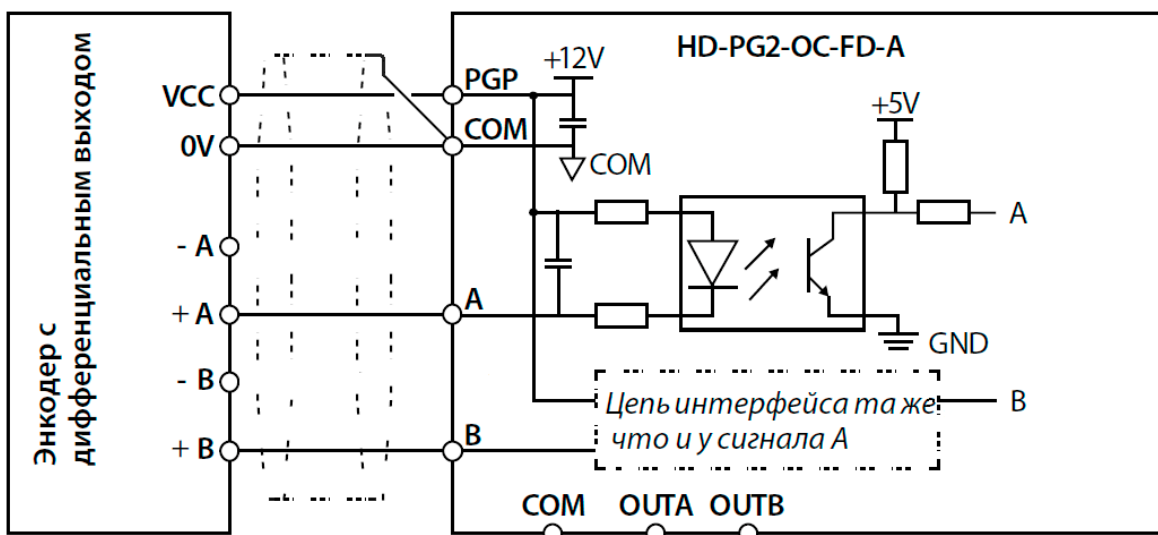 Энкодер с
дифференциальным выходом
VCC
0V
- A
+ A
- B
+ B
HD-PG2-OC-FD-A
PGP
+12V
COM
COM
+5V
A
A
GND
B
Цепь интерфейса та же
что и у сигнала А
B
COM OUTA OUTB